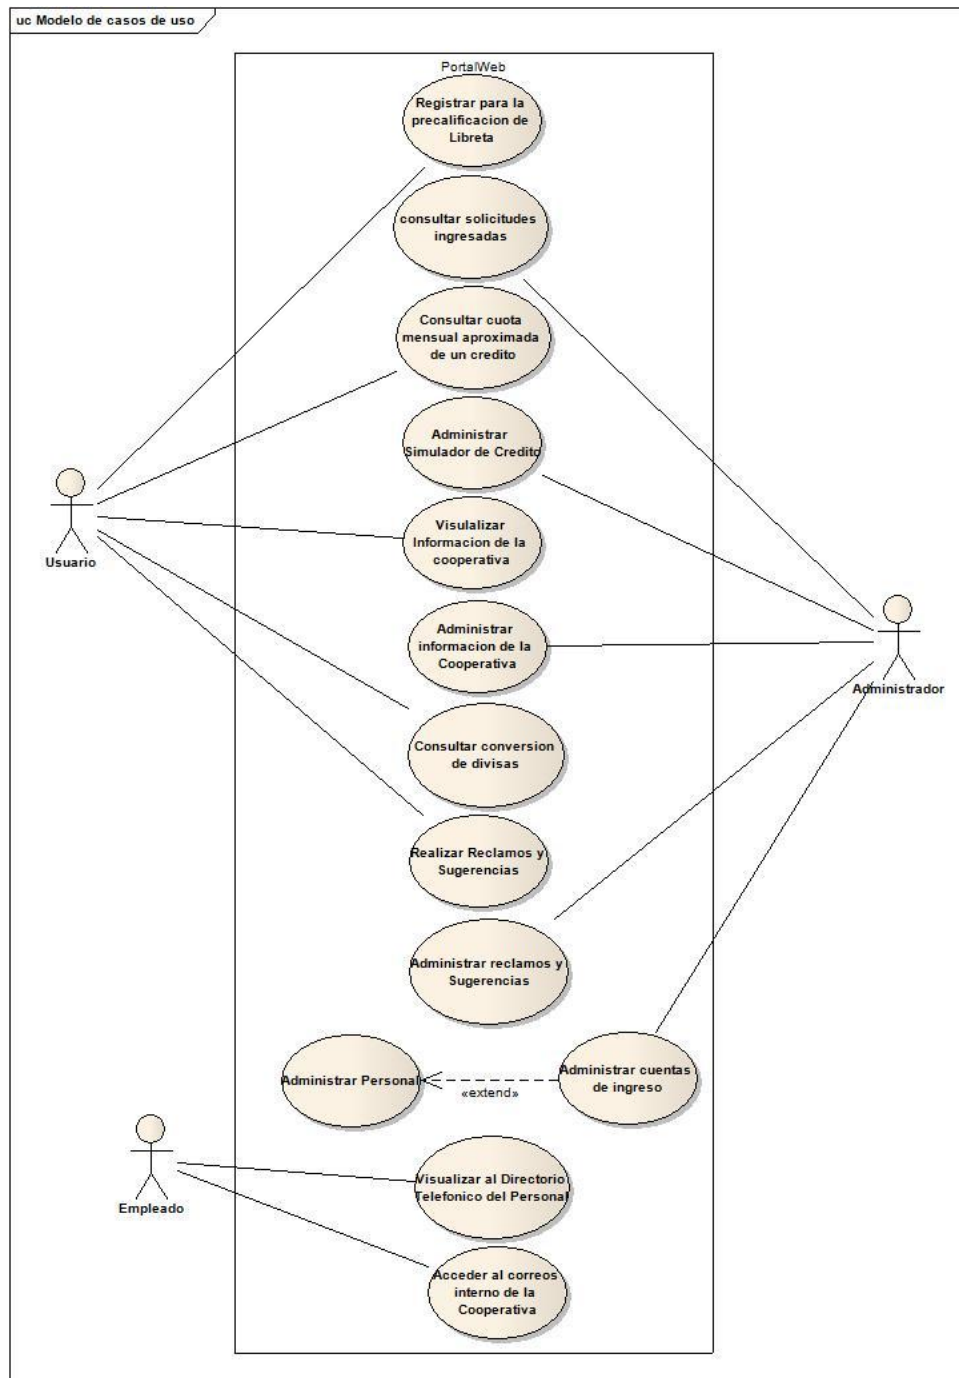 uc Modelo de casos de uso
PortalWeb
Registrar para la
precalificacion de
Libreta
consultar solicitudes
ingresadas
Consultar cuota
mensual aproximada
de un credito
Administrar
Simulador de Credito
Visulalizar
Informacion de la
cooperativa
Usuario
Administrar
informacion de la
Cooperativa
Administrador
Consultar conversion
de divisas
Realizar Reclamos y
Sugerencias
Administrar reclamos y
Sugerencias
Administrar Personal
«extend»
Administrar cuentas
de ingreso
Visualizar al Directorio
Telefonico del Personal
Empleado
Acceder al correos
interno de la
Cooperativa